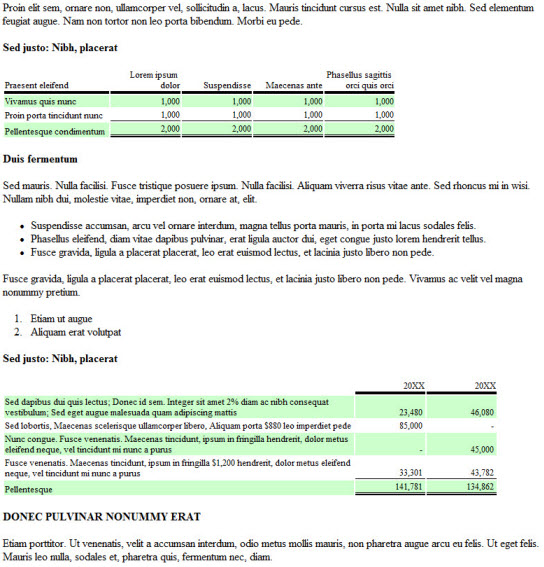 Proin elit sem, ornare non, ullamcorper vel, sollicitudin a, lacus. Mauris tincidunt cursus est. Nulla sit amet nibh. Sed elementum
feugiat augue. Nam non tortor non leo porta bibendum. Morbi eu pede.
Sed justo: Nibh, placerat
Lorem ipsum Phasellus sagittis
Praesent eleifend dolor Suspendisse Maecenas ante orci quis orci
Vivamus quis nunc 1,000 1,000 1,000 1,000
Proin porta tincidunt nunc 1,000 1,000 1,000 1,000
Pellentesque condimentum 2,000 2,000 2,000 2,000
Duis fermentum
Sed mauris. Nulla facilisi. Fusce tristique posuere ipsum. Nulla facilisi. Aliquam viverra risus vitae ante. Sed rhoncus mi in wisi.
Nullam nibh dui, molestie vitae, imperdiet non, ornare at, elit.
• Suspendisse accumsan, arcu vel ornare interdum, magna tellus porta mauris, in porta mi lacus sodales felis.
• Phasellus eleifend, diam vitae dapibus pulvinar, erat ligula auctor dui, eget congue justo lorem hendrerit tellus.
• Fusce gravida, ligula a placerat placerat, leo erat euismod lectus, et lacinia justo libero non pede.
Fusce gravida, ligula a placerat placerat, leo erat euismod lectus, et lacinia justo libero non pede. Vivamus ac velit vel magna
nonummy pretium.
1. Etiam ut augue
2. Aliquam erat volutpat
Sed justo: Nibh, placerat
20XX 20XX
Sed dapibus dui quis lectus; Donec id sem. Integer sit amet 2% diam ac nibh consequat
vestibulum; Sed eget augue malesuada quam adipiscing mattis 23,480 46,080
Sed lobortis, Maecenas scelerisque ullamcorper libero, Aliquam porta $880 leo imperdiet pede 85,000 -
Nunc congue. Fusce venenatis. Maecenas tincidunt, ipsum in fringilla hendrerit, dolor metus
eleifend neque, vel tincidunt mi nunc a purus - 45,000
Fusce venenatis. Maecenas tincidunt, ipsum in fringilla $1,200 hendrerit, dolor metus eleifend
neque, vel tincidunt mi nunc a purus 33,301 43,782
Pellentesque 141,781 134,862
DONEC PULVINAR NONUMMY ERAT
Etiam porttitor. Ut venenatis, velit a accumsan interdum, odio metus mollis mauris, non pharetra augue arcu eu felis. Ut eget felis.
Mauris leo nulla, sodales et, pharetra quis, fermentum nec, diam.